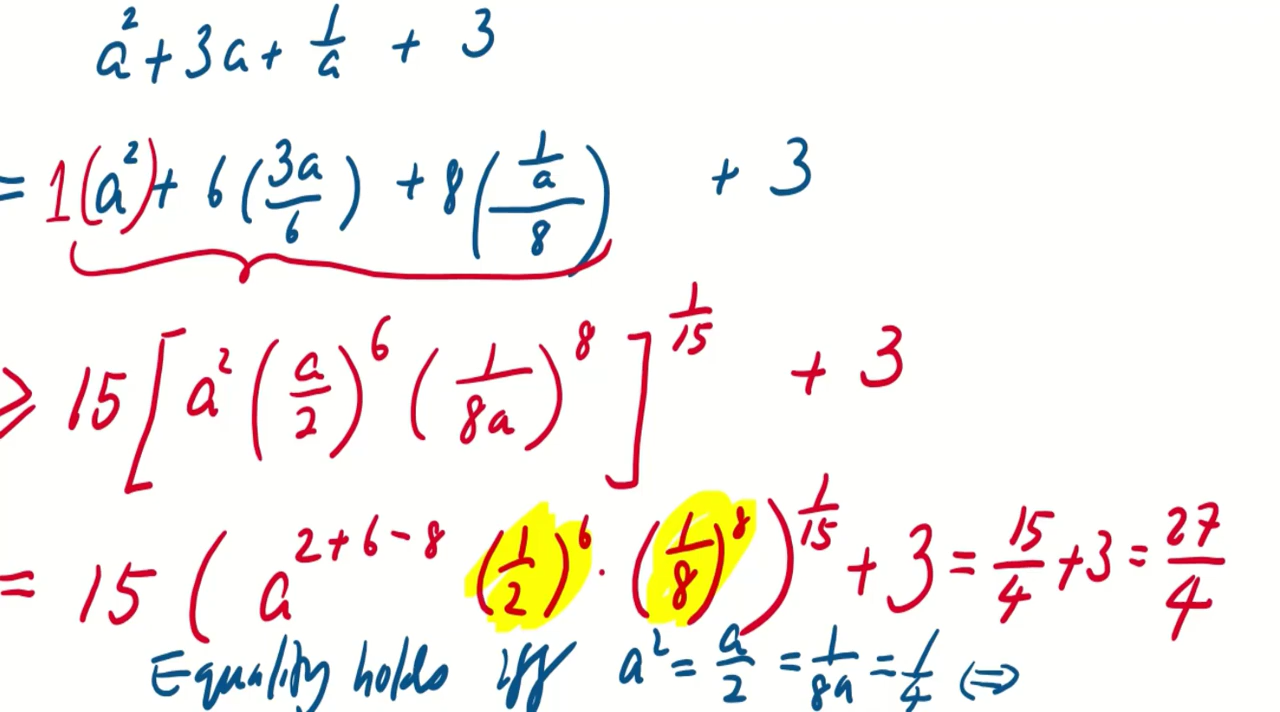 a² + 3a + 1/a + 3
= 1(a²) + 6(3a/6) + 8((1/a)/8) + 3
≥ 15[a² (a/2)⁶ (1/8a)⁸]^(1/15) + 3
= 15(a^(2+6-8) (1/2)⁶ · (1/8)⁸)^(1/15) + 3 = 15/4 + 3 = 27/4
Equality holds iff a² = a/2 = 1/8a = 1/4 ⇔